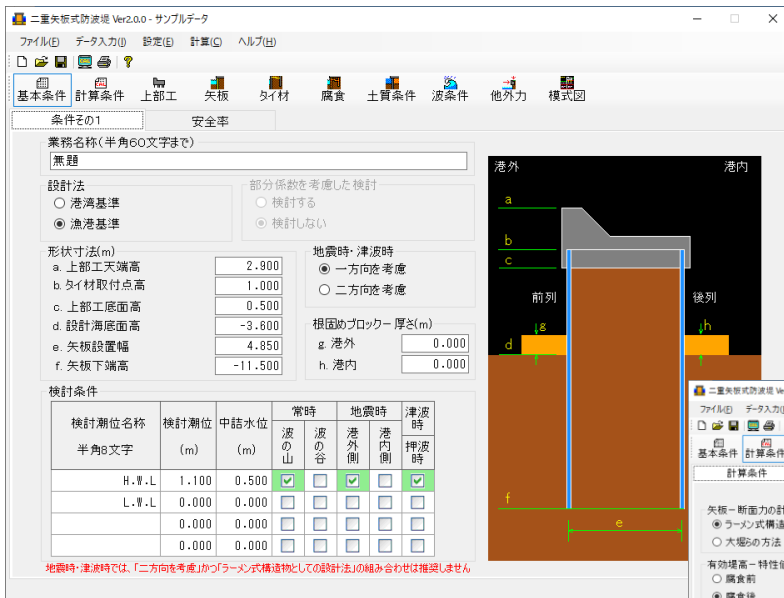 二重矢板式防波堤 Ver2.0.0 - サンプルデータ
ファイル(F) データ入力(I) 設定(E) 計算(C) ヘルプ(H)
基本条件 計算条件 上部工 矢板 タイ材 腐食 土質条件 波条件 他外力 模式図
条件その1 安全率
業務名称(半角60文字まで)
無題
設計法
港湾基準
漁港基準
部分係数を考慮した検討
検討する
検討しない
形状寸法(m)
a. 上部工天端高 2.900
b. タイ材取付点高 1.000
c. 上部工底面高 0.500
d. 設計海底面高 -3.600
e. 矢板設置幅 4.850
f. 矢板下端高 -11.500
地震時・津波時
一方向を考慮
二方向を考慮
根固めブロック－厚さ(m)
g. 港外 0.000
h. 港内 0.000
検討条件
検討潮位名称 検討潮位 中詰水位 常時 地震時 津波時
半角8文字 (m) (m) 波の山 波の谷 港外側 港内側 押波時
H.W.L 1.100 0.500
L.W.L 0.000 0.000
0.000 0.000
0.000 0.000
地震時・津波時では、「二方向を考慮」かつ「ラーメン式構造物としての設計法」の組み合わせは推奨しません
港外 港内
a
b
c
前列 後列
g h
d
f
e
二重矢板式防波堤 Ve
ファイル(F) データ入力(
基本条件 計算条件
計算条件
矢板－断面力の計
ラーメン式構造
大堀らの方法
有効堤高－特性値
腐食前
腐食後